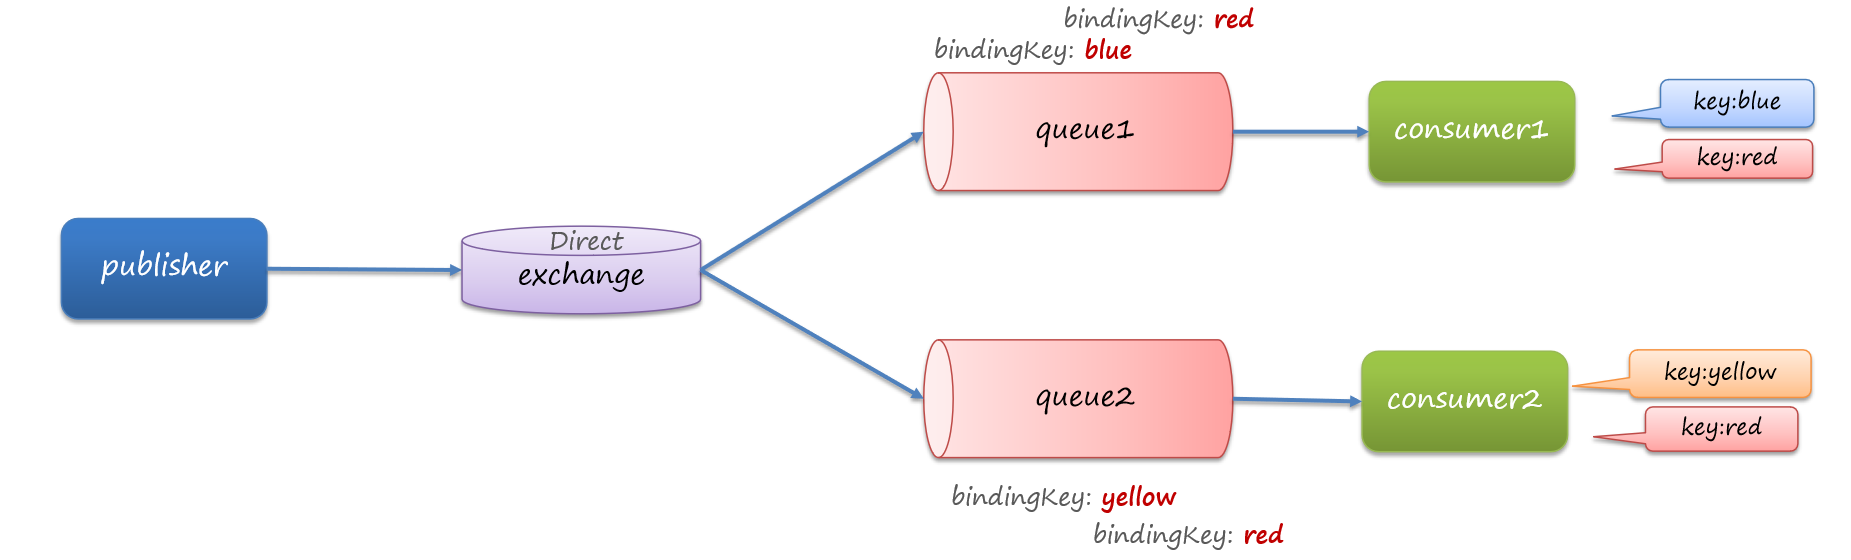 bindingKey: red
bindingKey: blue
queue1
consumer1
key:blue
key:red
publisher
Direct
exchange
queue2
consumer2
key:yellow
key:red
bindingKey: yellow
bindingKey: red